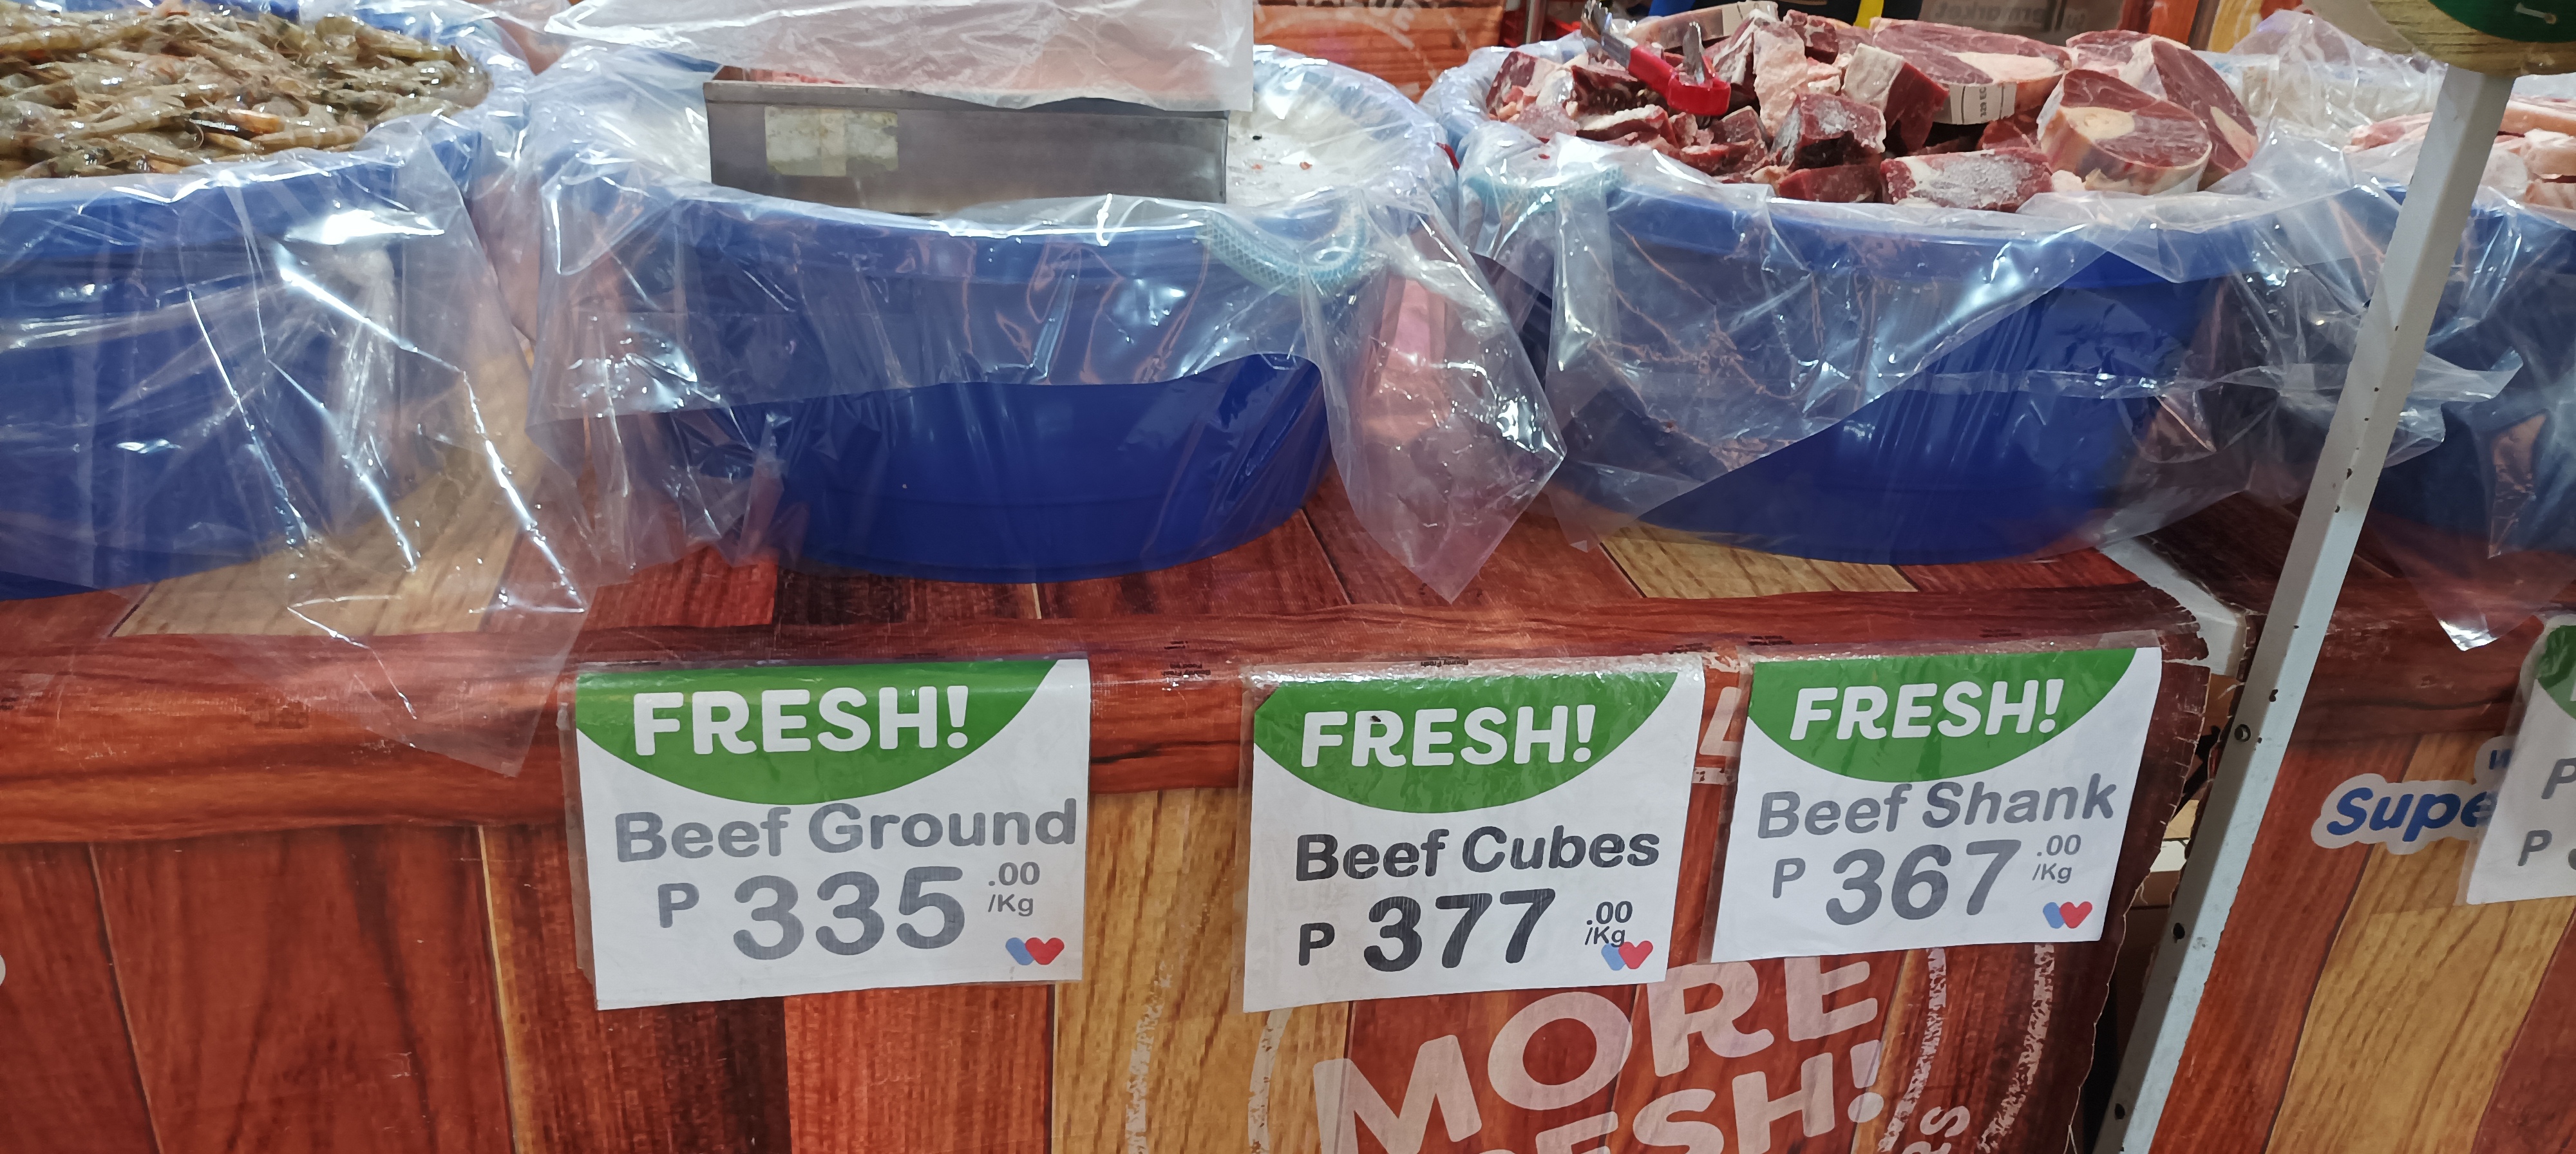 FRESH!
Beef Ground
P 335 .00
/Kg
FRESH!
Beef Cubes
P 377 .00
/Kg
FRESH!
Beef Shank
P 367 .00
/Kg
MORE
P
P